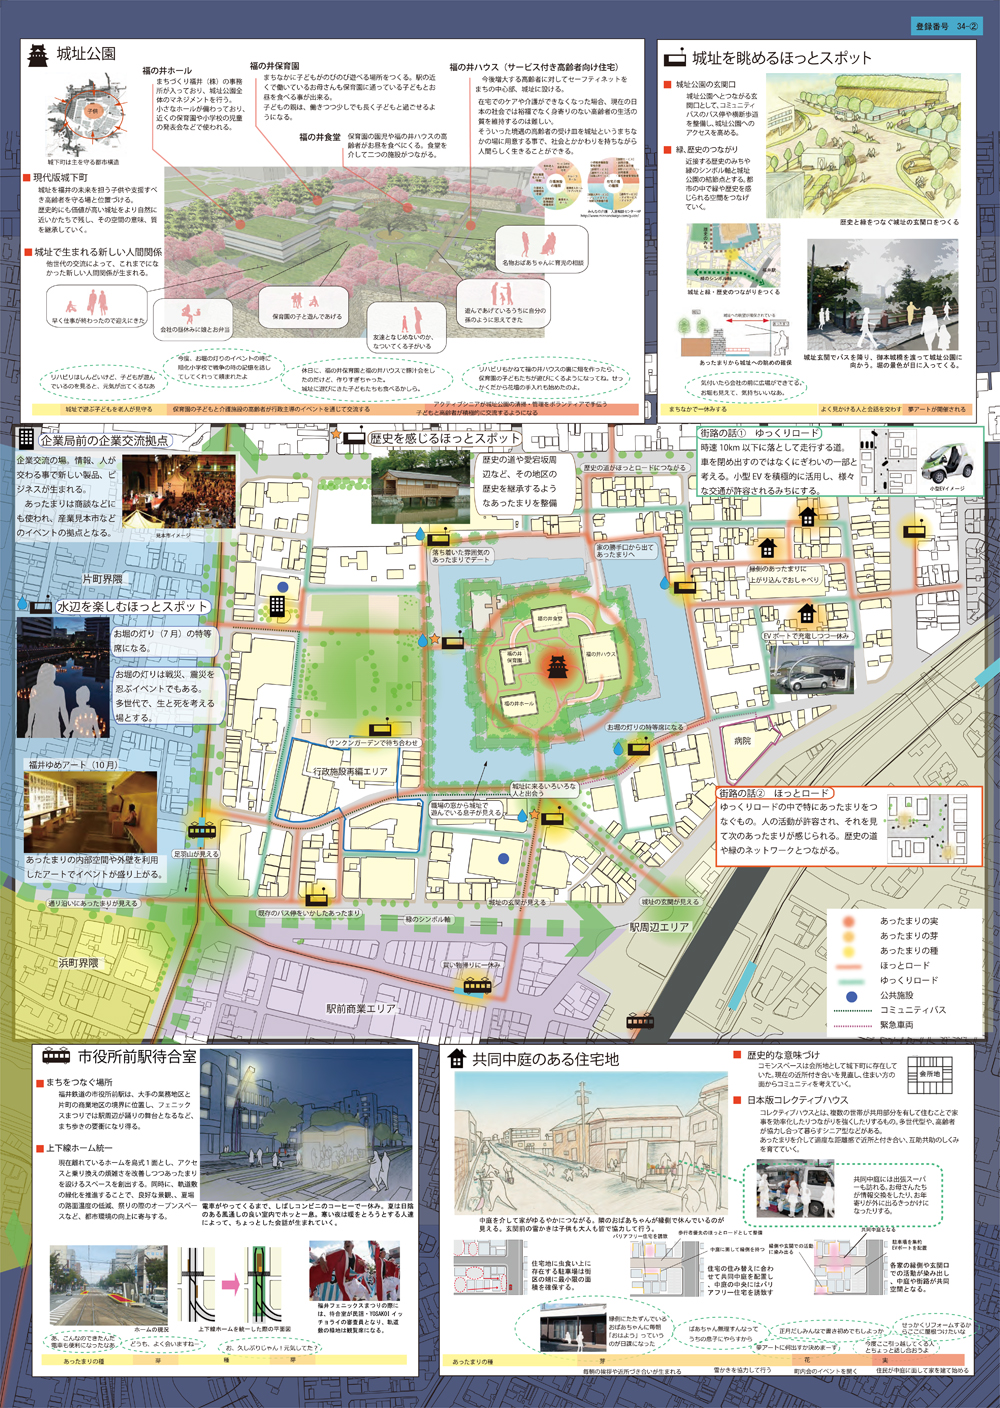 登録番号　34-②
城址公園
福の井ホール
まちづくり福井（株）の事務
所が入っており、城址公園全
体のマネジメントを行う。
小さなホールが備わっており、
近くの保育園や小学校の児童
の発表会などで使われる。
福の井保育園
まちなかに子どもがのびのび遊べる場所をつくる。駅の近
くで働いているお母さんも保育園に通っている子どもとお
昼を食べる事が出来る。
子どもの親は、働きつつ少しでも長く子どもと過ごせるよ
うになる。
福の井食堂
保育園の園児や福の井ハウスの高
齢者がお昼を食べにくる。食堂を
介して二つの施設がつながる。
福の井ハウス（サービス付き高齢者向け住宅）
今後増大する高齢者に対してセーフティネットを
まちの中心部、城址に設ける。
在宅でのケアや介護ができなくなった場合、現在の日
本の社会では裕福でなく身寄りのない高齢者の生活の
質を維持するのは難しい。
そういった境遇の高齢者の受け皿を城址というまちな
かの場に用意する事で、社会とかかわりを持ちながら
人間らしく生きることができる。
子供
城下町は主を守る都市構造
現代版城下町
城址を福井の未来を担う子供や支援すべ
き高齢者を守る場と位置づける。
歴史的にも価値が高い城址をより自然に
近いかたちで残し、その空間の意味、質
を継承していく。
城址で生まれる新しい人間関係
他世代の交流によって、これまでにな
かった新しい人間関係が生まれる。
早く仕事が終わったので迎えにきた
会社の昼休みに娘とお弁当
保育園の子と遊んであげる
友達となじめないのか、
なついてくる子がいる
遊んであげているうちに自分の
孫のように思えてきた
名物おばあちゃんに育児の相談
リハビリはしんどいけど、子どもが遊ん
でいるのを見ると、元気が出てくるなあ
今度、お堀の灯りのイベントの時に
順化小学校で戦争の時の記憶を話し
てしてくれって頼まれたよ
休日に、福の井保育園と福の井ハウスで豚汁会をし
たのだけど、作りすぎちゃった。
城址に遊びにきた子どもたちも食べるかしら。
リハビリもかねて福の井ハウスの裏に畑を作ったら、
保育園の子どもたちが遊びにくるようになってね。せっ
かくだから花壇の手入れも始めたのよ。
城址で遊ぶ子どもを老人が見守る
保育園の子どもと介護施設の高齢者が行政主導のイベントを通じて交流する
アクティブシニアが城址公園の清掃・管理をボランティアで手伝う
子どもと高齢者が積極的に交流するようになる
城址を眺めるほっとスポット
城址公園の玄関口
城址公園へとつながる玄
関口として、コミュニティ
バスのバス停や横断歩道
を整備し、城址公園への
アクセスを高める。
緑、歴史のつながり
近接する歴史のみちや
緑のシンボル軸と城址
公園の結節点とする。都
市の中で緑や歴史を感
じられる空間をつなげ
ていく。
歴史と緑をつなぐ城址の玄関口をつくる
城址と緑・歴史のつながりをつくる
あったまりから城址への眺めの確保
城址玄関でバスを降り、御本城橋を渡って城址公園に
向かう。堀の景色が目に入ってくる。
気付いたら会社の前に広場ができてる。
お堀も見えて、気持ちいいなあ。
まちなかで一休みする
よく見かける人と会話を交わす
夢アートが開催される
企業局前の企業交流拠点
企業交流の場。情報、人が
交わる事で新しい製品、ビ
ジネスが生まれる。
あったまりは商談などに
も使われ、産業見本市など
のイベントの拠点となる。
見本市イメージ
歴史を感じるほっとスポット
歴史の道や愛宕坂周
辺など、その地区の
歴史を継承するよう
なあったまりを整備
街路の話①　ゆっくりロード
時速 10km 以下に落として走行する道。
車を閉め出すのではなくにぎわいの一部と
考える。小型 EV を積極的に活用し、様々
な交通が許容されるみちにする。
小型EVイメージ
歴史の道がほっとロードにつながる
片町界隈
落ち着いた雰囲気の
あったまりでデート
家の勝手口から出て
あったまりへ
縁側のあったまりに
上がり込んでおしゃべり
EVポートで充電しつつ一休み
水辺を楽しむほっとスポット
お堀の灯り（7 月）の特等
席になる。
お堀の灯りは戦災、震災を
忍ぶイベントでもある。
多世代で、生と死を考える
場とする。
福の井食堂
福の井
保育園
福の井ハウス
福の井ホール
お堀の灯りの特等席になる
サンクンガーデンで待ち合わせ
病院
行政施設再編エリア
福井ゆめアート（10 月）
あったまりの内部空間や外壁を利用
したアートでイベントが盛り上がる。
城址に来るいろいろな
人と出会う
職場の窓から城址で
遊んでいる息子が見える
街路の話②　ほっとロード
ゆっくりロードの中で特にあったまりをつ
なぐもの。人の活動が許容され、それを見
て次のあったまりが感じられる。歴史の道
や緑のネットワークとつながる。
足羽山が見える
通り沿いにあったまりが見える
既存のバス停をいかしたあったまり
城址の玄関が見える
城址の玄関が見える
緑のシンボル軸
駅周辺エリア
浜町界隈
買い物帰りに一休み
駅前商業エリア
あったまりの実
あったまりの芽
あったまりの種
ほっとロード
ゆっくりロード
公共施設
コミュニティバス
緊急車両
市役所前駅待合室
まちをつなぐ場所
福井鉄道の市役所前駅は、大手の業務地区と
片町の商業地区の境界に位置し、フェニック
スまつりでは駅周辺が踊りの舞台となるなど、
まち歩きの要衝になり得る。
上下線ホーム統一
現在離れているホームを島式１面とし、アクセ
スと乗り換えの煩雑さを改善しつつあったまり
を設けるスペースを創出する。同時に、軌道敷
の緑化を推進することで、良好な景観、夏場
の路面温度の低減、祭りの際のオープンスペー
スなど、都市環境の向上に寄与する。
電車がやってくるまで、しばしコンビニのコーヒーで一休み。夏は日陰
のある風通しの良い室内でホッと一息。寒い夜は暖をとろうとする人達
によって、ちょっとした会話が生まれていく。
ホームの現況
上下線ホームを統一した際の平面図
福井フェニックスまつりの際に
は、待合室が民踊・YOSAKOI イッ
チョライの審査員となり、軌道
敷の緑地は観覧席になる。
あ、こんなのできたんだ
電車も便利になったなあ
どうも、よく会いますね
お、久しぶりじゃん！元気してた？
あったまりの種
共同中庭のある住宅地
歴史的な意味づけ
コモンスペースは会所地として城下町に存在して
いた。現在の近所付き合いを見直し、住まい方の
面からコミュニティを考えていく。
会所地
日本版コレクティブハウス
コレクティブハウスとは、複数の世帯が共用部分を有して住むことで家
事を効率化したりつながりを強くしたりするもの。多世代型や、高齢者
が協力し合って暮らすシニア型などがある。
あったまりを介して適度な距離感で近所と付き合い、互助共助のしくみ
を育てていく。
共同中庭には出張スーパ
ーも訪れる。お母さんたち
が情報交換をしたり、お年
寄りが外に出るきっかけに
なったりする。
中庭を介して家がゆるやかにつながる。隣のおばあちゃんが縁側で休んでいるのが
見える。玄関前の雪かきは子供も大人も皆で協力して行う。
住宅地に虫食い上に
存在する駐車場は街
区の端に最小限の面
積を確保する。
バリアフリー住宅を誘致
歩行者優先のほっとロードとして整備
中庭に面して縁側を持つ
住宅の住み替えに合わ
せて共同中庭を配置し、
中庭の中央にはバリ
アフリー住宅を誘致す
縁側や玄関での活動
に染み出る
共同中庭となる
駐車場を集約
EVポートを配置
各家の縁側や玄関口
での活動が染み出し、
中庭や街路が共同
空間となる。
縁側にたたずんでいる
おばあちゃんに毎朝
「おはよう」っていう
のが日課になった
ばあちゃん無理すんなって
うちの息子にやらすから
正月だしみんなで書き初めでもしよっか
夢アートに何出すか決めまーす
今度ここ引っ越してくる人
とちょっと話し合おうよ
せっかくリフォームするか
らここに屋根つけたいな
あったまりの種
芽
花
実
毎朝の挨拶や近所づき合いが生まれる
雪かきを協力して行う
町内会のイベントを開く
住民が中庭に面して家を建て始める